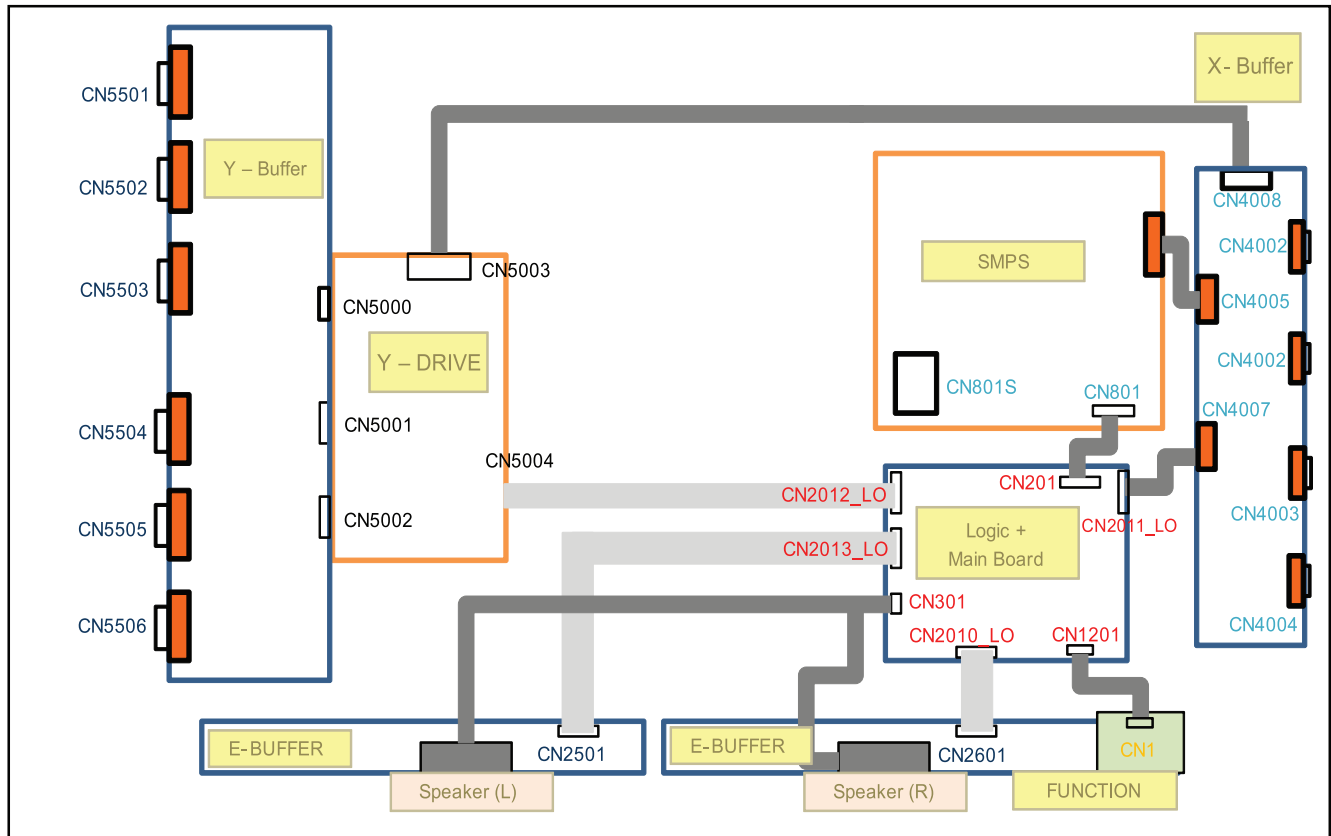 X- Buffer
CN5501
Y – Buffer
CN5502
CN4008
CN4002
CN5003
SMPS
CN5503
CN5000
CN4005
Y – DRIVE
CN4002
CN801S
CN801
CN4007
CN5504
CN5001
CN5004
CN2012_LO
CN201
CN4003
CN5505
CN5002
CN2011_LO
Logic +
Main Board
CN2013_LO
CN301
CN5506
CN2010_LO
CN1201
CN4004
E-BUFFER
CN2501
E-BUFFER
CN2601
CN1
Speaker (L)
Speaker (R)
FUNCTION